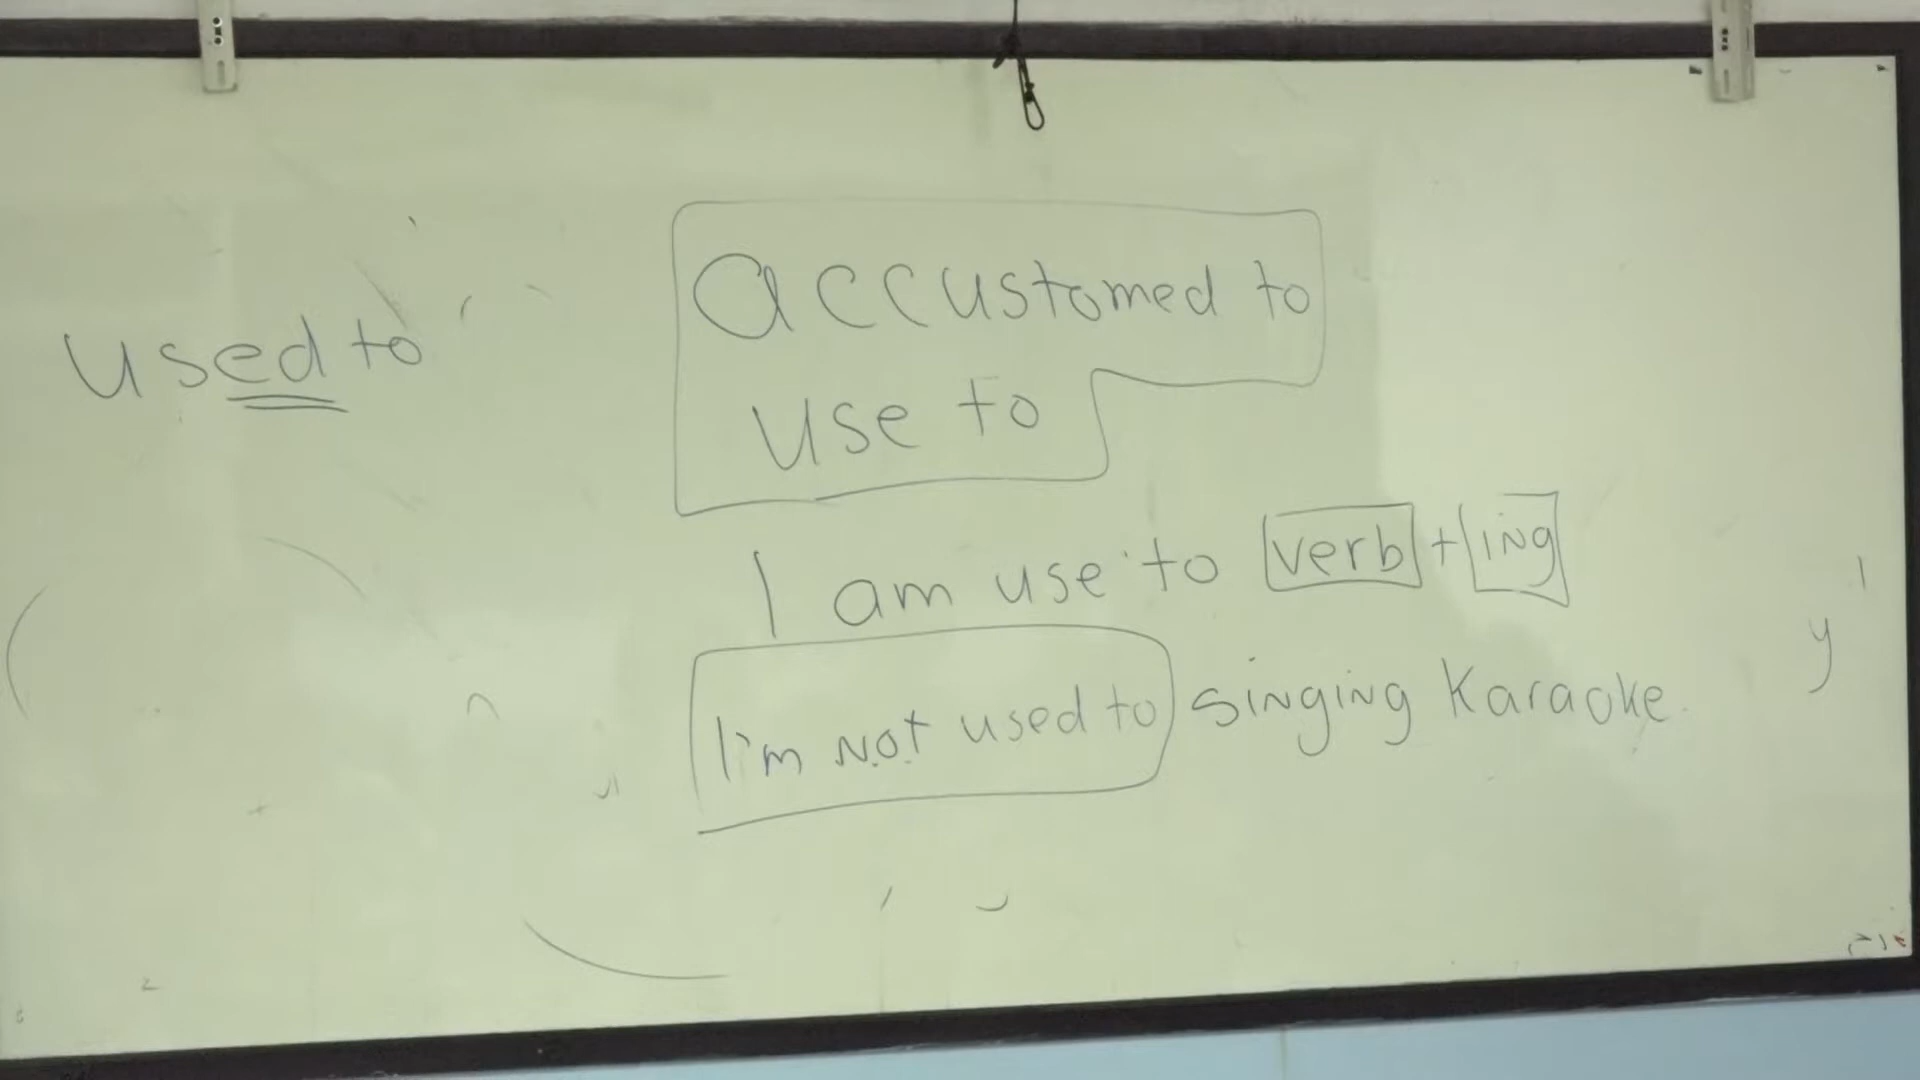 used to
accustomed to
use to
I am use to verb + ing
I'm not used to singing Karaoke.
y